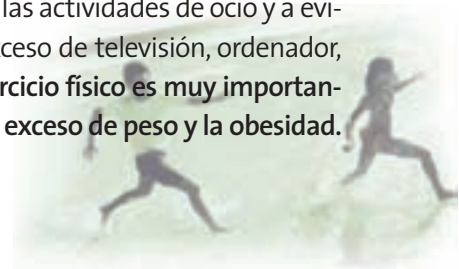 las actividades de ocio y a evi-
ceso de televisión, ordenador,
rcicio físico es muy importan-
exceso de peso y la obesidad.